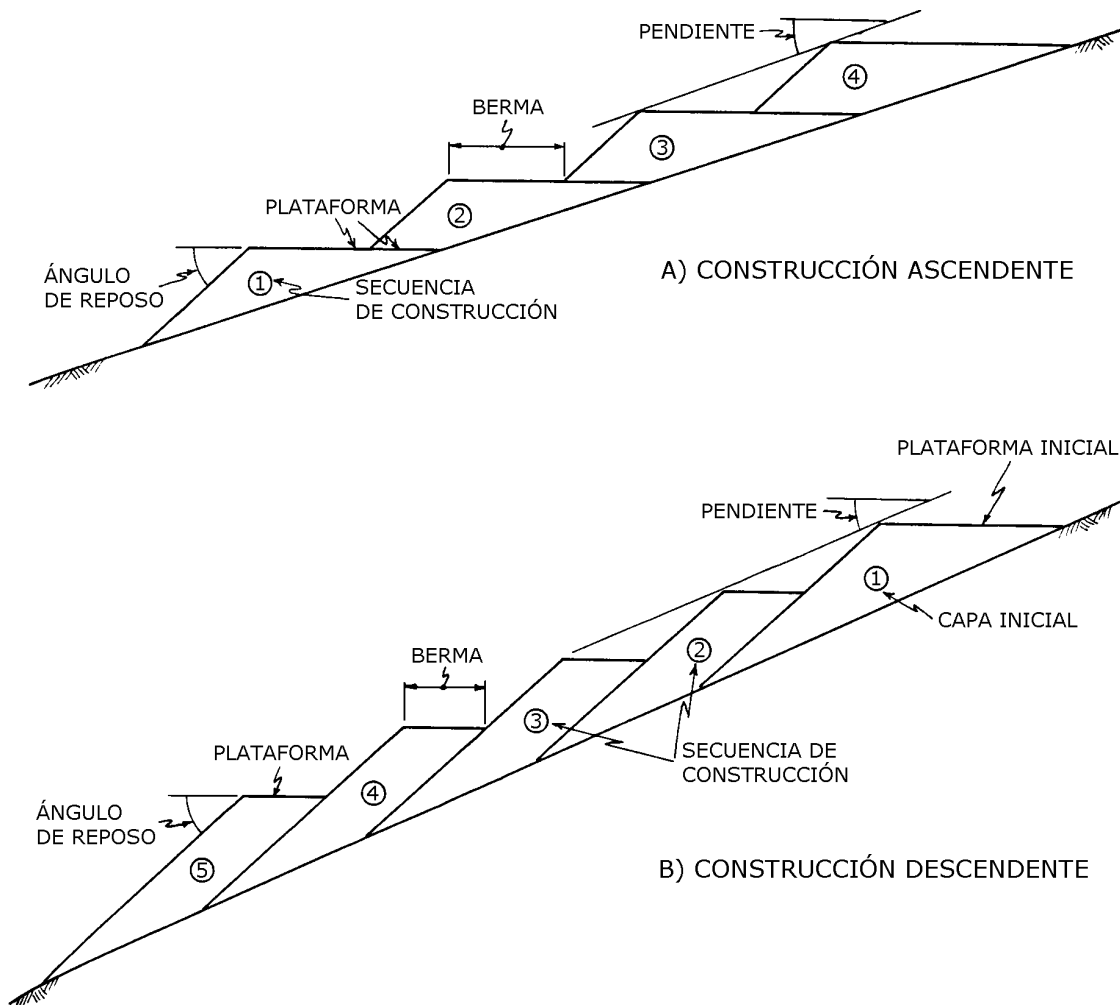 PENDIENTE
④
BERMA
③
PLATAFORMA
②
ÁNGULO
DE REPOSO
①
SECUENCIA
DE CONSTRUCCIÓN
A) CONSTRUCCIÓN ASCENDENTE
PLATAFORMA INICIAL
PENDIENTE
①
CAPA INICIAL
BERMA
②
③
SECUENCIA DE
CONSTRUCCIÓN
PLATAFORMA
④
ÁNGULO
DE REPOSO
⑤
B) CONSTRUCCIÓN DESCENDENTE